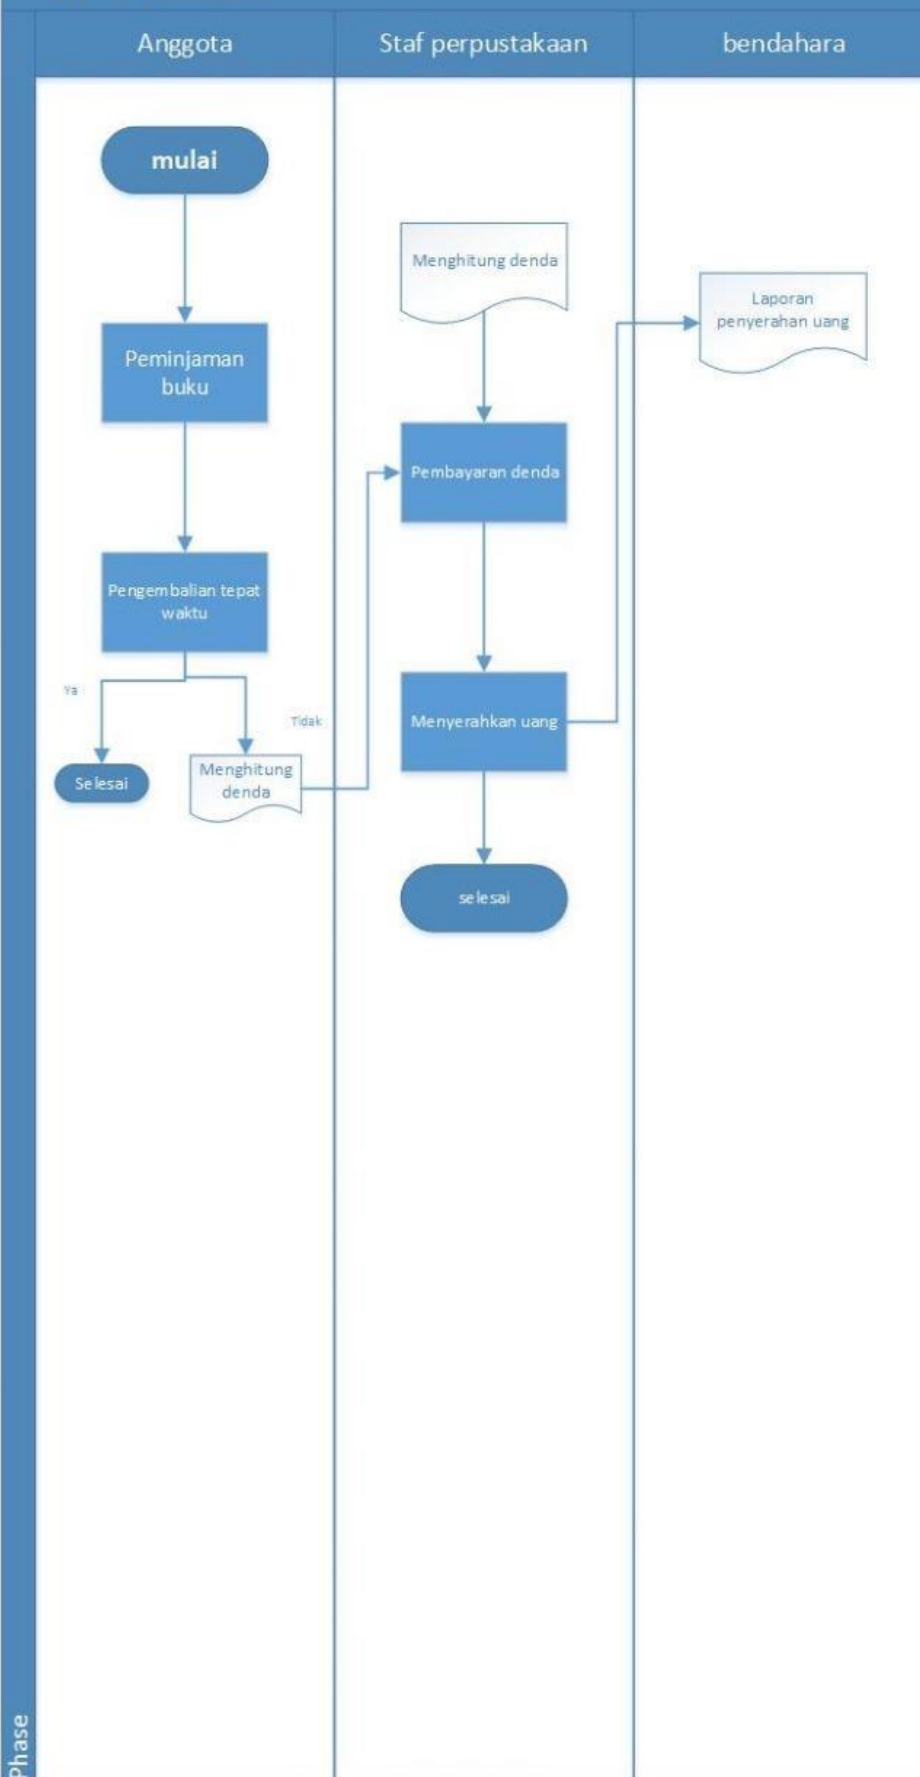 Anggota
Staf perpustakaan
bendahara
mulai
Peminjaman
buku
Pengembalian tepat
waktu
Ya
Tidak
Selesai
Menghitung
denda
Menghitung denda
Pembayaran denda
Menyerahkan uang
selesai
Laporan
penyerahan uang
Phase